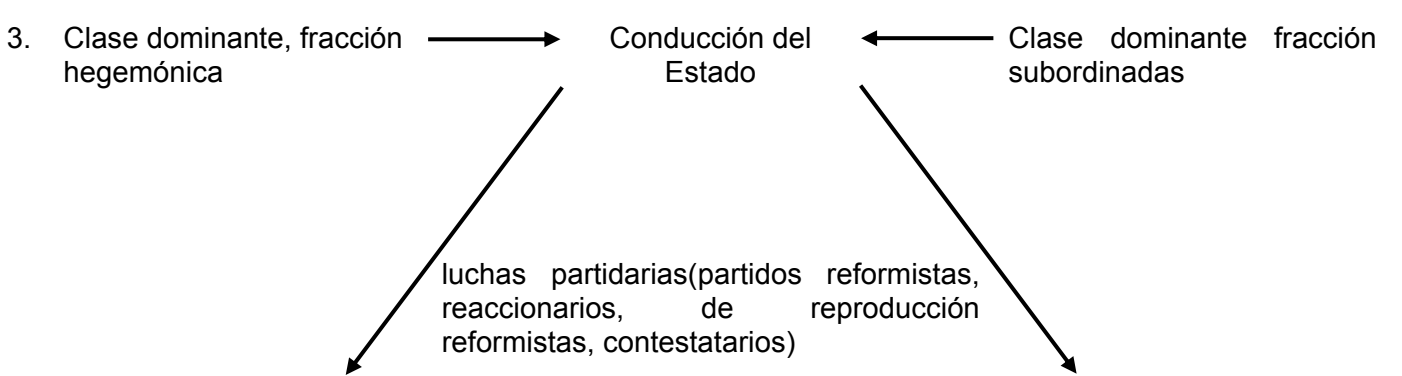 3. Clase dominante, fracción hegemónica
Conducción del Estado
Clase dominante fracción subordinadas
luchas partidarias(partidos reformistas,
reaccionarios, de reproducción
reformistas, contestatarios)